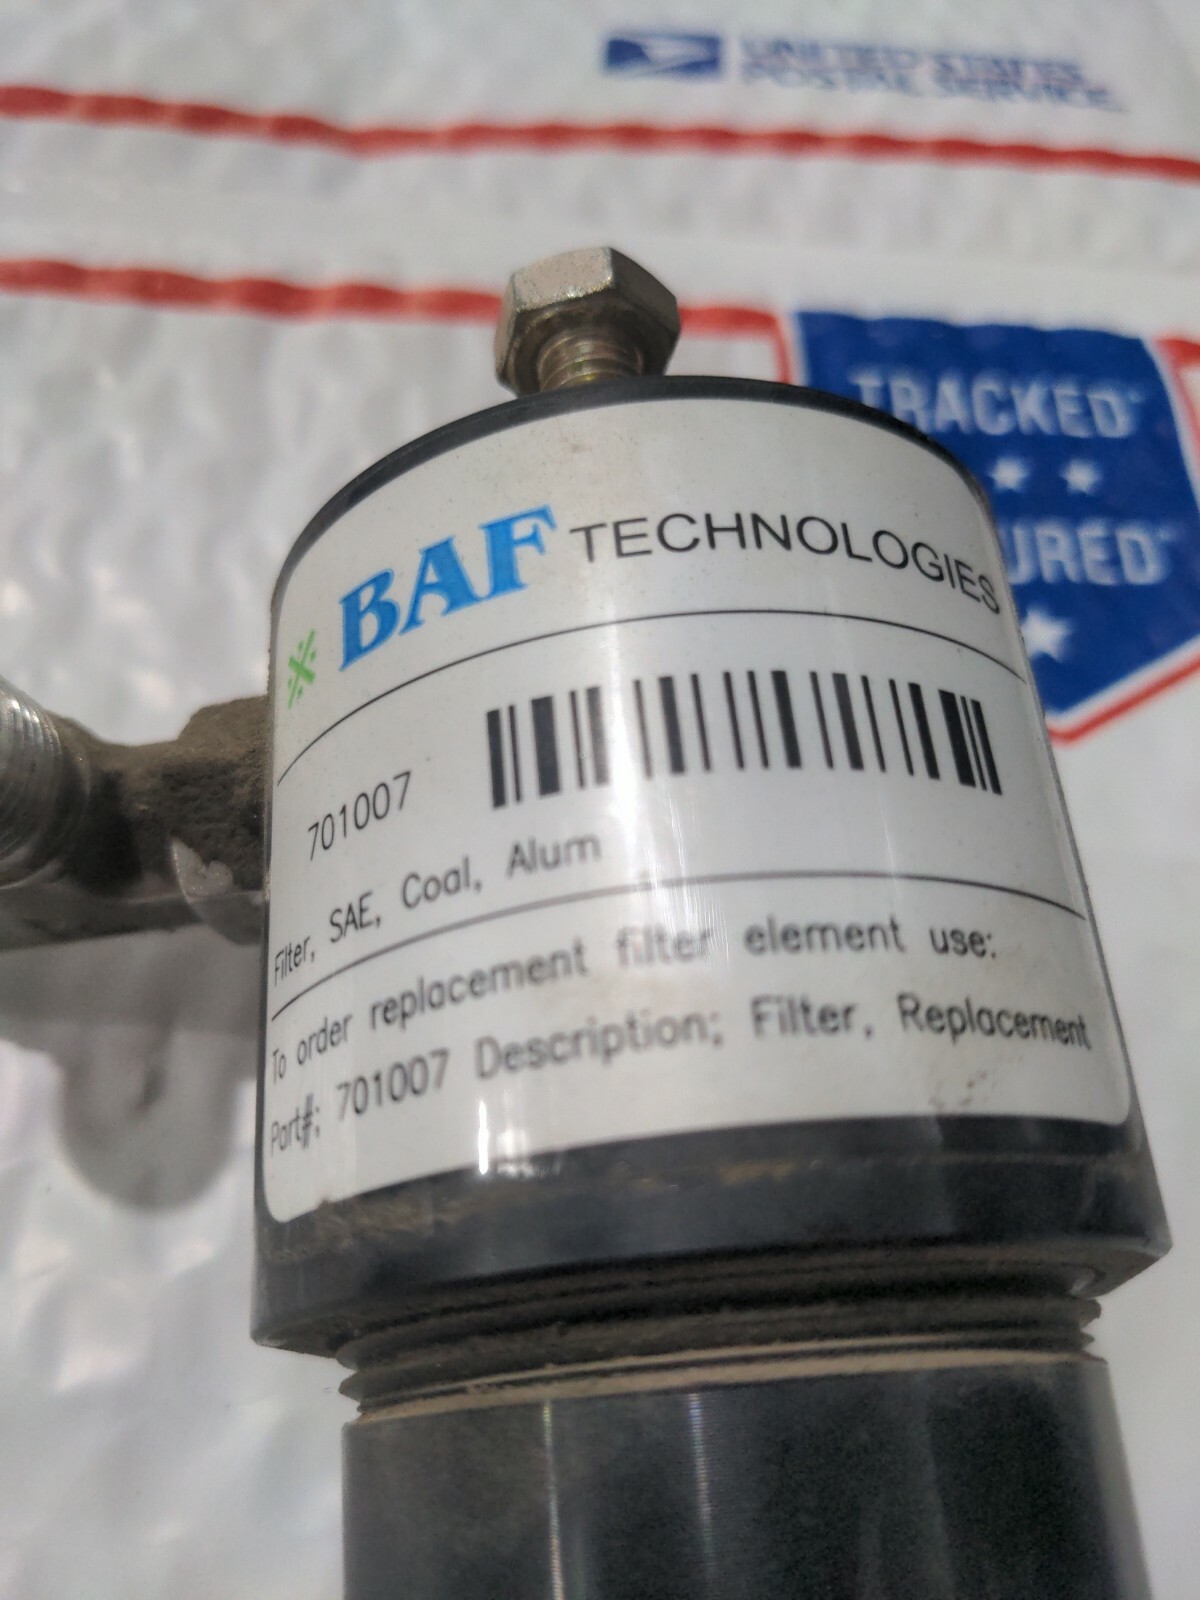 UNITED STATES
POSTAL SERVICE
TRACKED
URED
BAF TECHNOLOGIES
701007
Filter, SAE, Coal, Alum
To order replacement filter element use:
Part#; 701007 Description; Filter, Replacement